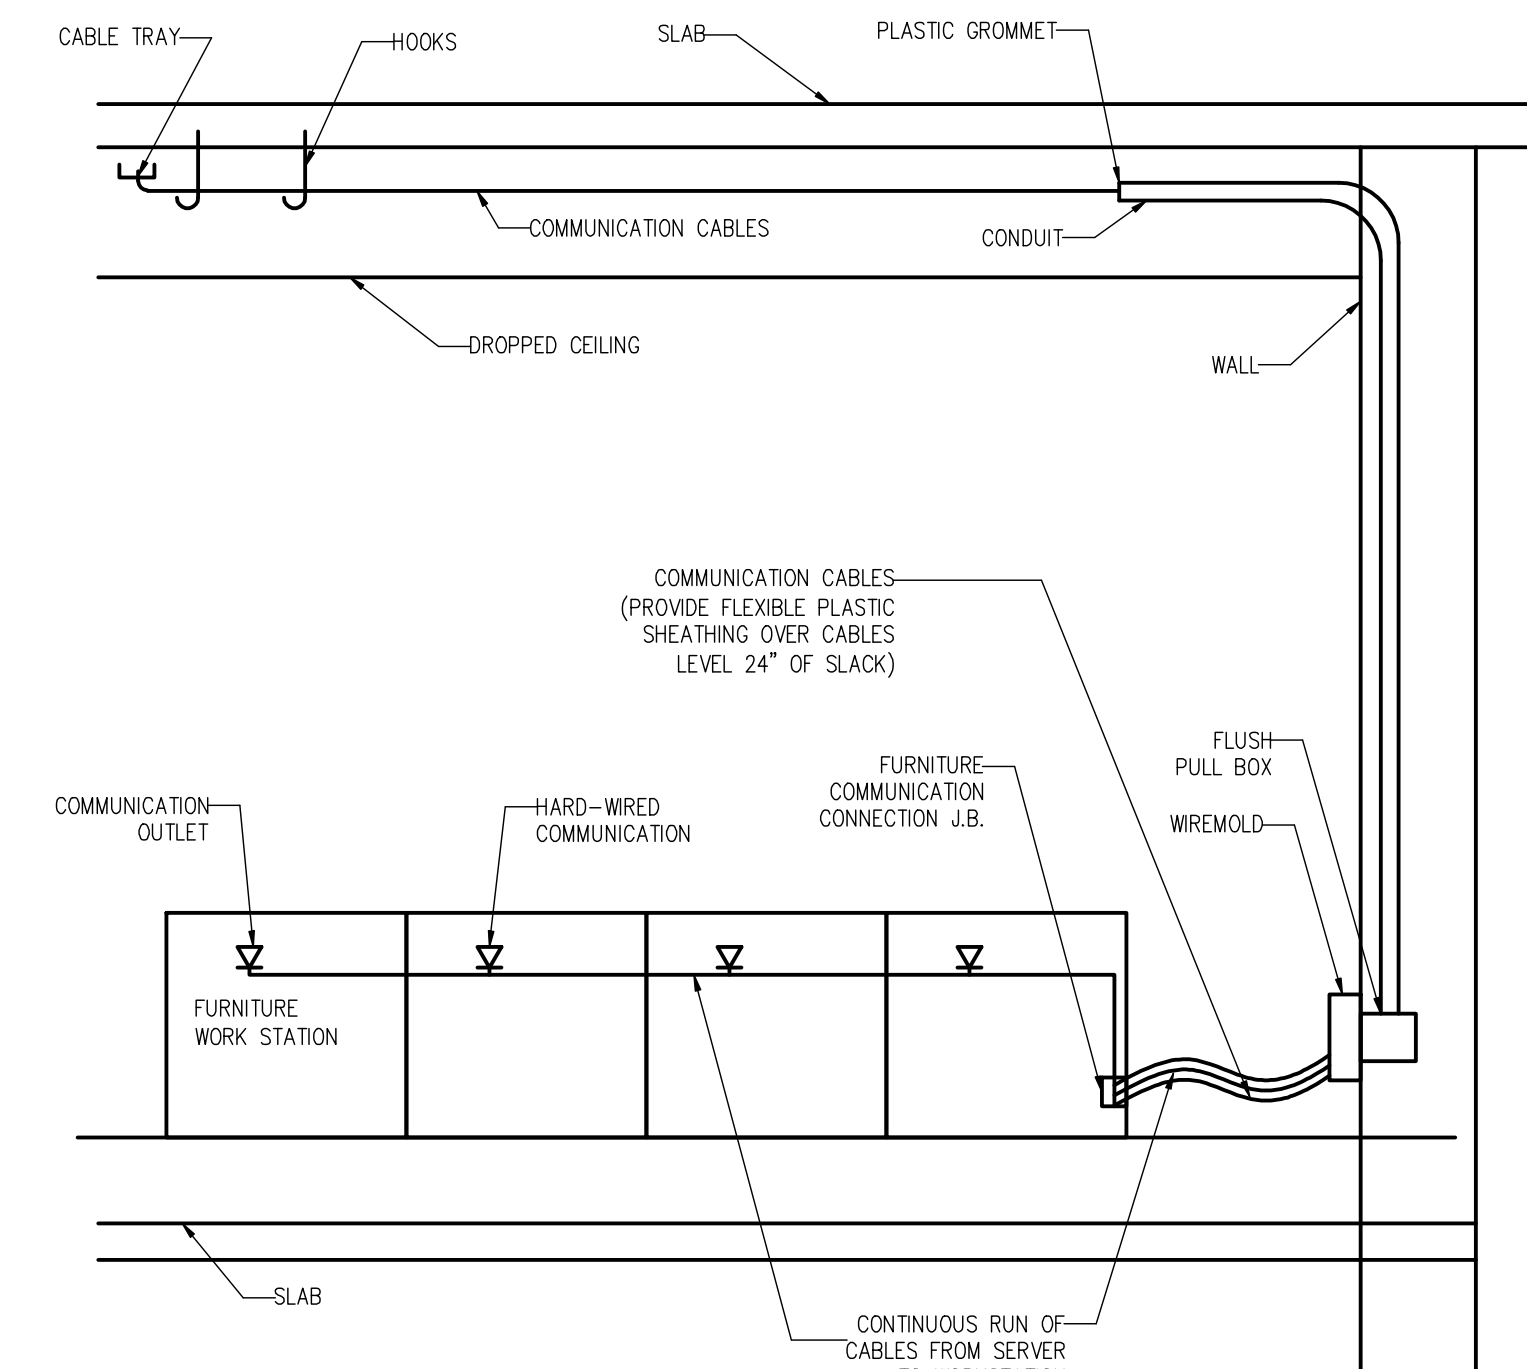 CABLE TRAY
HOOKS
SLAB
PLASTIC GROMMET
COMMUNICATION CABLES
CONDUIT
DROPPED CEILING
WALL
COMMUNICATION CABLES
(PROVIDE FLEXIBLE PLASTIC
SHEATHING OVER CABLES
LEVEL 24" OF SLACK)
FLUSH
PULL BOX
FURNITURE
COMMUNICATION
CONNECTION J.B.
WIREMOLD
COMMUNICATION
OUTLET
HARD-WIRED
COMMUNICATION
FURNITURE
WORK STATION
SLAB
CONTINUOUS RUN OF
CABLES FROM SERVER